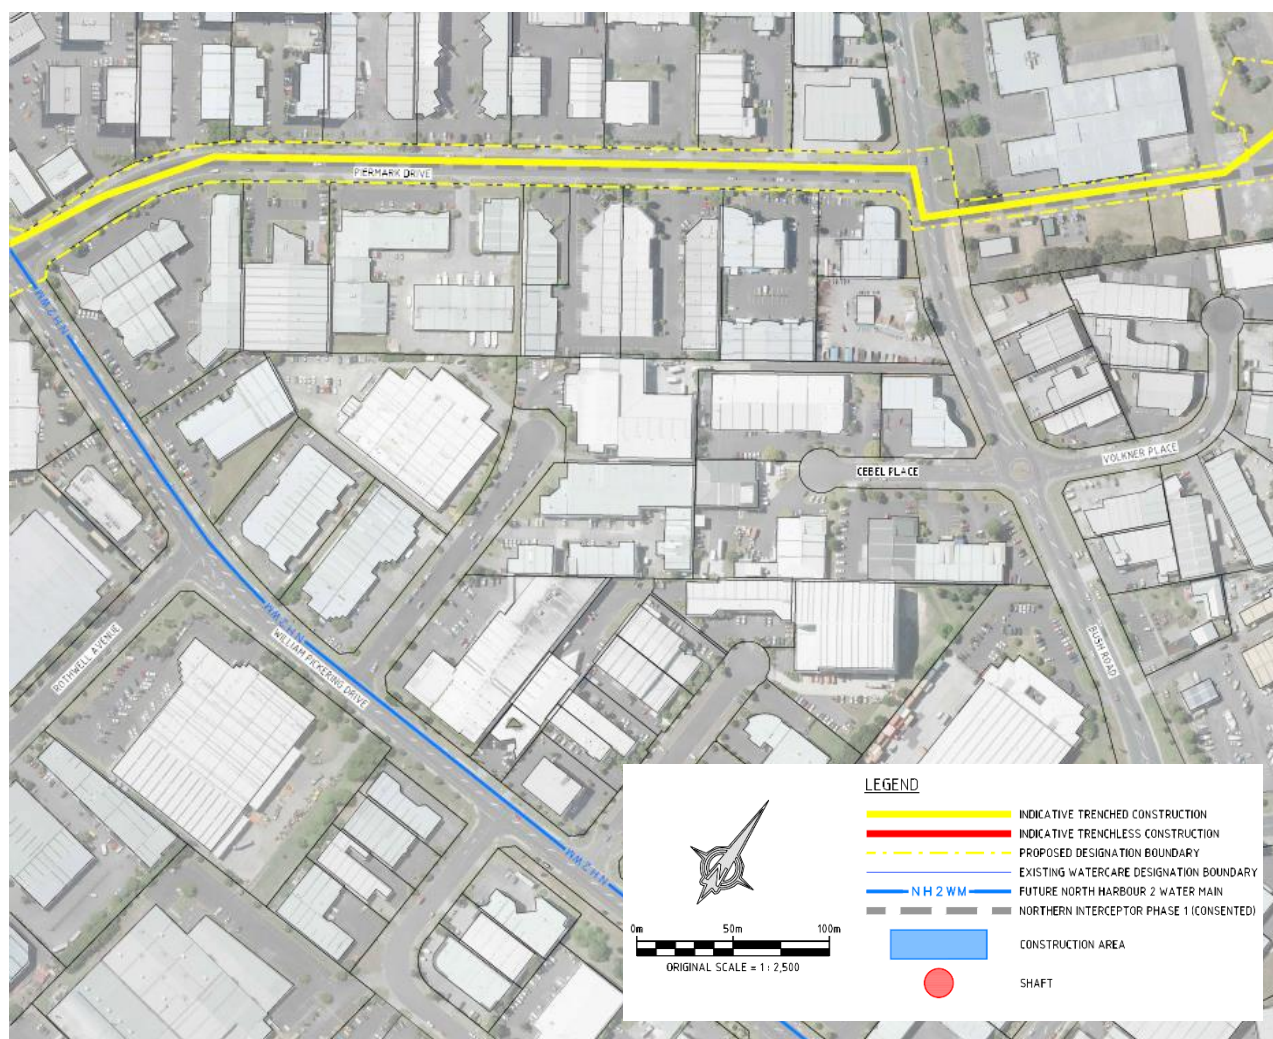 PIERMARK DRIVE
NH2WM
CEBEL PLACE
VOLKNER PLACE
NH2WM
WILLIAM PICKERING DRIVE
ROTHWELL AVENUE
BUSH ROAD
NH2WM
LEGEND
INDICATIVE TRENCHED CONSTRUCTION
INDICATIVE TRENCHLESS CONSTRUCTION
PROPOSED DESIGNATION BOUNDARY
EXISTING WATERCARE DESIGNATION BOUNDARY
NH2WM FUTURE NORTH HARBOUR 2 WATER MAIN
NORTHERN INTERCEPTOR PHASE 1 (CONSENTED)
CONSTRUCTION AREA
SHAFT
0m 50m 100m
ORIGINAL SCALE = 1 : 2,500